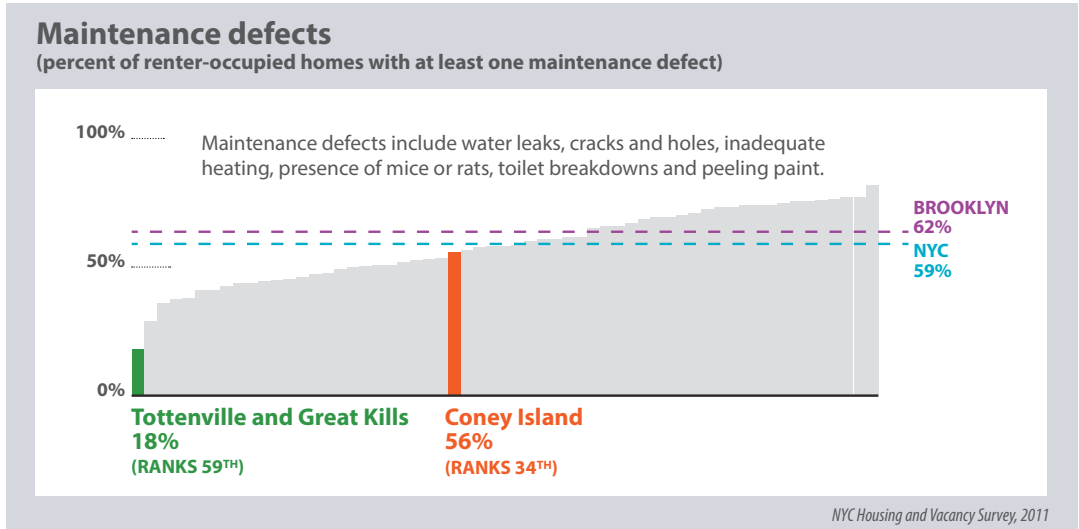 Maintenance defects
(percent of renter-occupied homes with at least one maintenance defect)
100%
Maintenance defects include water leaks, cracks and holes, inadequate
heating, presence of mice or rats, toilet breakdowns and peeling paint.
BROOKLYN
62%
NYC
59%
50%
0%
Tottenville and Great Kills
18%
(RANKS 59TH)
Coney Island
56%
(RANKS 34TH)
NYC Housing and Vacancy Survey, 2011